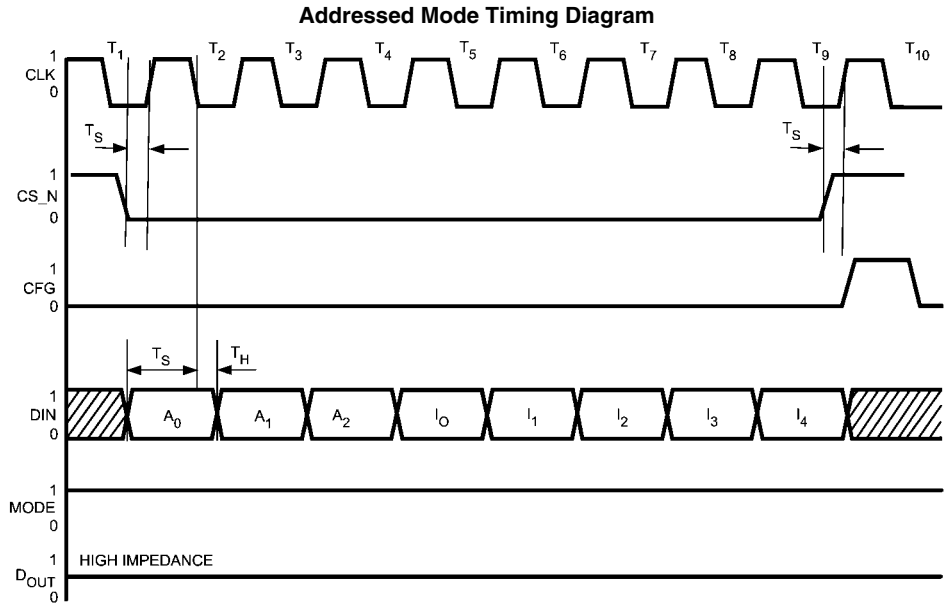 Addressed Mode Timing Diagram
T1 T2 T3 T4 T5 T6 T7 T8 T9 T10
1
CLK
0
TS TS
1
CS_N
0
1
CFG
0
TS TH
1
DIN
0
A0 A1 A2 IO I1 I2 I3 I4
1
MODE
0
1
HIGH IMPEDANCE
DOUT
0